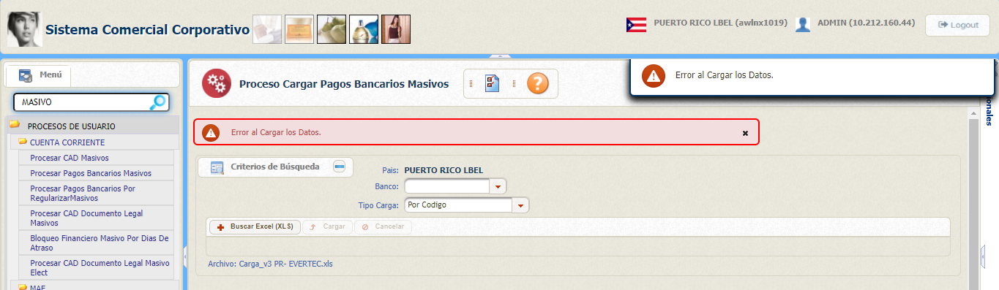 Sistema Comercial Corporativo
PUERTO RICO LBEL (awlnx1019)
ADMIN (10.212.160.44)
Logout
Menú
MASIVO
PROCESOS DE USUARIO
CUENTA CORRIENTE
Procesar CAD Masivos
Procesar Pagos Bancarios Masivos
Procesar Pagos Bancarios Por
RegularizarMasivos
Procesar CAD Documento Legal
Masivos
Bloqueo Financiero Masivo Por Dias De
Atraso
Procesar CAD Documento Legal Masivo
Elect
MAE
Proceso Cargar Pagos Bancarios Masivos
?
Error al Cargar los Datos.
ionales
Error al Cargar los Datos.
Criterios de Búsqueda
Pais: PUERTO RICO LBEL
Banco:
Tipo Carga: Por Codigo
Buscar Excel (XLS)
Cargar
Cancelar
Archivo: Carga_v3 PR- EVERTEC.xls